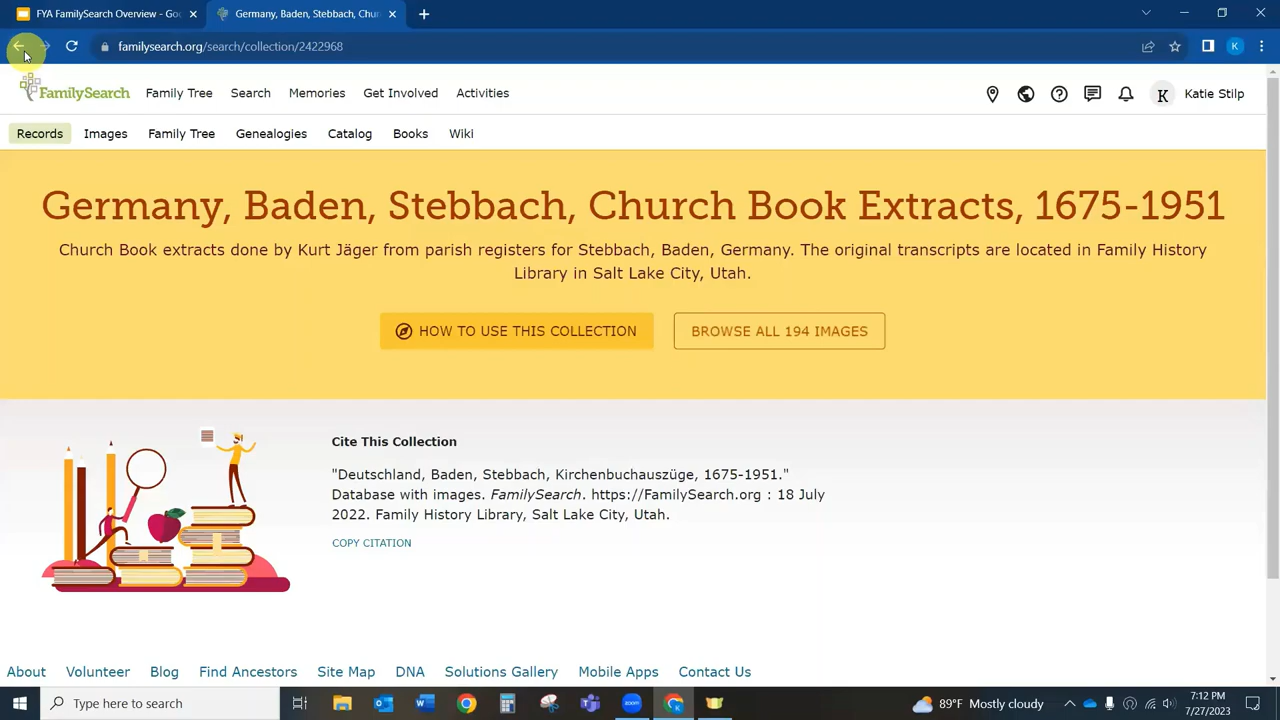 FYA FamilySearch Overview - Goo
Germany, Baden, Stebbach, Chur
familysearch.org/search/collection/2422968
K
FamilySearch
Family Tree
Search
Memories
Get Involved
Activities
K
Katie Stilp
Records
Images
Family Tree
Genealogies
Catalog
Books
Wiki
Germany, Baden, Stebbach, Church Book Extracts, 1675-1951
Church Book extracts done by Kurt Jäger from parish registers for Stebbach, Baden, Germany. The original transcripts are located in Family History
Library in Salt Lake City, Utah.
HOW TO USE THIS COLLECTION
BROWSE ALL 194 IMAGES
Cite This Collection
"Deutschland, Baden, Stebbach, Kirchenbuchauszüge, 1675-1951."
Database with images. FamilySearch. https://FamilySearch.org : 18 July
2022. Family History Library, Salt Lake City, Utah.
COPY CITATION
About
Volunteer
Blog
Find Ancestors
Site Map
DNA
Solutions Gallery
Mobile Apps
Contact Us
Type here to search
zoom
89°F Mostly cloudy
7:12 PM
7/27/2023